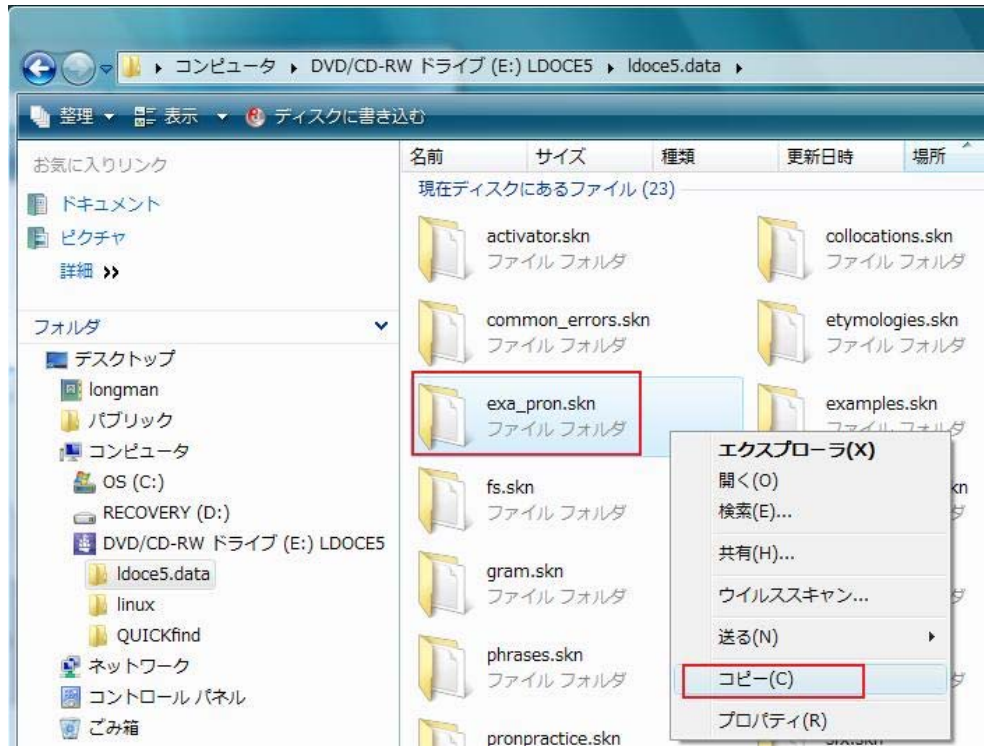 コンピュータ ▸ DVD/CD-RW ドライブ (E:) LDOCE5 ▸ ldoce5.data ▸
整理 表示 ディスクに書き込む
お気に入りリンク
ドキュメント
ピクチャ
詳細 »
フォルダ
デスクトップ
longman
パブリック
コンピュータ
OS (C:)
RECOVERY (D:)
DVD/CD-RW ドライブ (E:) LDOCE5
ldoce5.data
linux
QUICKfind
ネットワーク
コントロール パネル
ごみ箱
名前 サイズ 種類 更新日時 場所
現在ディスクにあるファイル (23)
activator.skn
ファイル フォルダ
collocations.skn
ファイル フォルダ
common_errors.skn
ファイル フォルダ
etymologies.skn
ファイル フォルダ
exa_pron.skn
ファイル フォルダ
examples.skn
ファイル フォルダ
fs.skn
ファイル フォルダ
gram.skn
ファイル フォルダ
phrases.skn
ファイル フォルダ
pronpractice.skn
エクスプローラ(X)
開く(O)
検索(E)...
共有(H)...
ウイルススキャン...
送る(N)
コピー(C)
プロパティ(R)